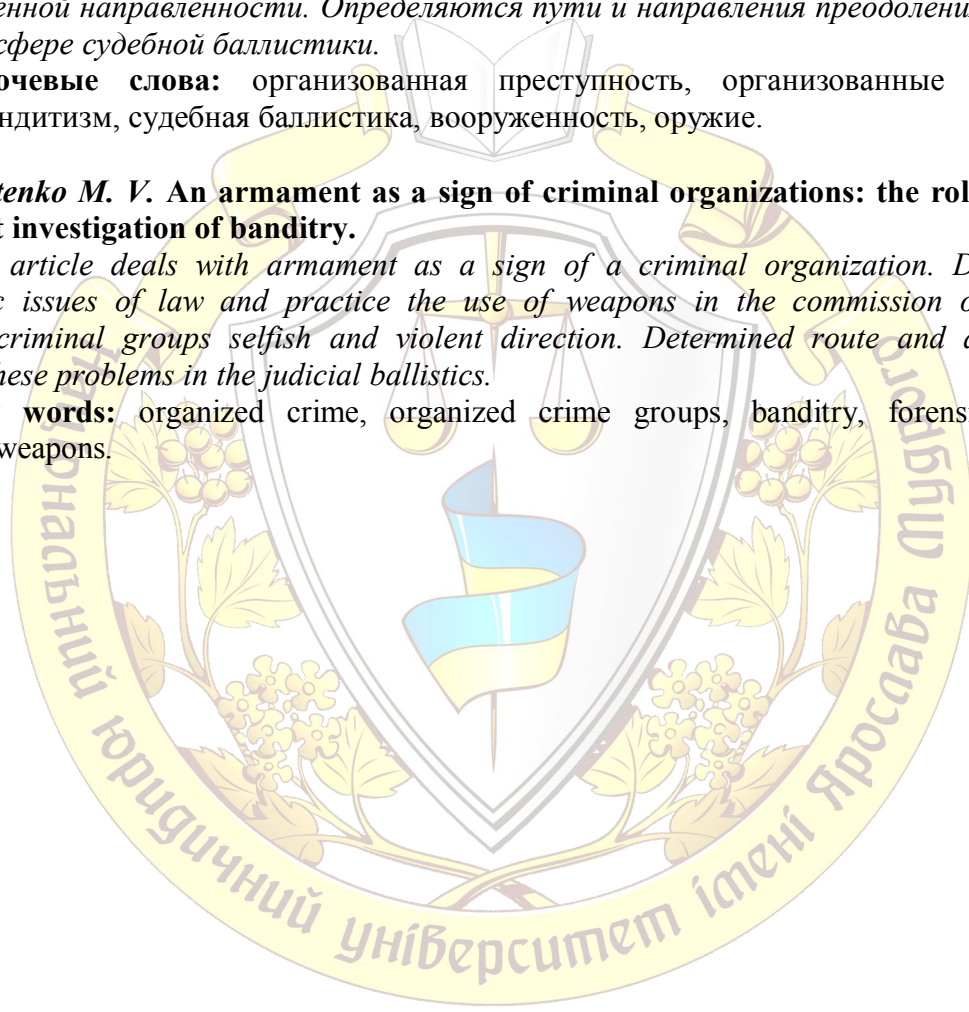 енной направленности. Определяются пути и направления преодолени
сфере судебной баллистики.
очевые слова: организованная преступность, организованные
ндитизм, судебная баллистика, вооруженность, оружие.
tenko M. V. An armament as a sign of criminal organizations: the rol
t investigation of banditry.
article deals with armament as a sign of a criminal organization. D
c issues of law and practice the use of weapons in the commission o
criminal groups selfish and violent direction. Determined route and d
hese problems in the judicial ballistics.
words: organized crime, organized crime groups, banditry, forens
weapons.
Національний юридичний університет імені Ярослава Мудрого